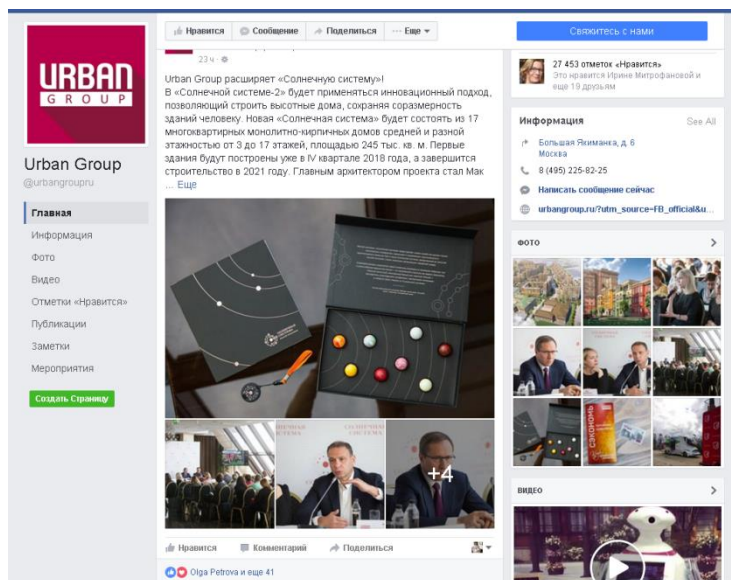 URBAN
GROUP
Urban Group
@urbangroupru
Главная
Информация
Фото
Видео
Отметки «Нравится»
Публикации
Заметки
Мероприятия
Создать Страницу
Нравится
Сообщение
Поделиться
Еще
23 ч ·
Urban Group расширяет «Солнечную систему»!
В «Солнечной системе-2» будет применяться инновационный подход,
позволяющий строить высотные дома, сохраняя соразмерность
зданий человеку. Новая «Солнечная система» будет состоять из 17
многоквартирных монолитно-кирпичных домов средней и разной
этажностью от 3 до 17 этажей, площадью 245 тыс. кв. м. Первые
здания будут построены уже в IV квартале 2018 года, а завершится
строительство в 2021 году. Главным архитектором проекта стал Мак
... Еще
СОЛНЕЧНАЯ
СИСТЕМА
+4
Нравится
Комментарий
Поделиться
Olga Petrova и еще 41
Свяжитесь с нами
27 453 отметок «Нравится»
Это нравится Ирине Митрофановой и
еще 19 друзьям
Информация
See All
Большая Якиманка, д. 6
Москва
8 (495) 225-82-25
Написать сообщение сейчас
urbangroup.ru/?utm_source=FB_official&u...
ФОТО
СЭКОНОМЬ
ВИДЕО